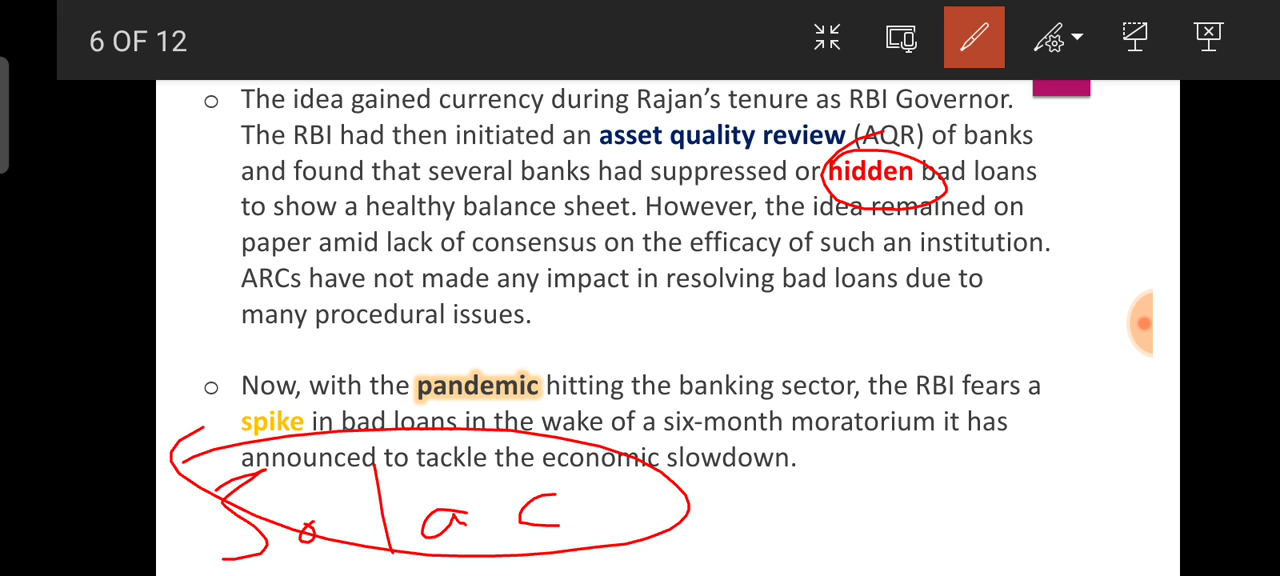 6 OF 12
The idea gained currency during Rajan's tenure as RBI Governor.
The RBI had then initiated an asset quality review (AQR) of banks
and found that several banks had suppressed or hidden bad loans
to show a healthy balance sheet. However, the idea remained on
paper amid lack of consensus on the efficacy of such an institution.
ARCs have not made any impact in resolving bad loans due to
many procedural issues.
Now, with the pandemic hitting the banking sector, the RBI fears a
spike in bad loans in the wake of a six-month moratorium it has
announced to tackle the economic slowdown.